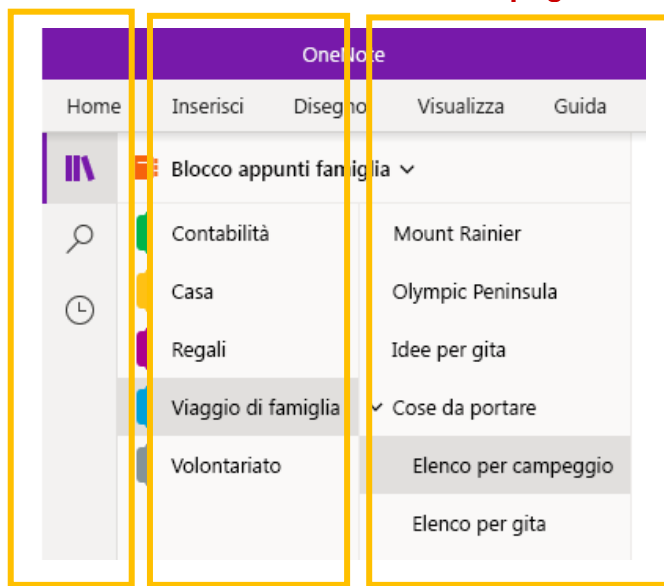 OneNote
Home Inserisci Disegno Visualizza Guida
Blocco appunti famiglia
Contabilità Mount Rainier
Casa Olympic Peninsula
Regali Idee per gita
Viaggio di famiglia Cose da portare
Volontariato Elenco per campeggio
Elenco per gita